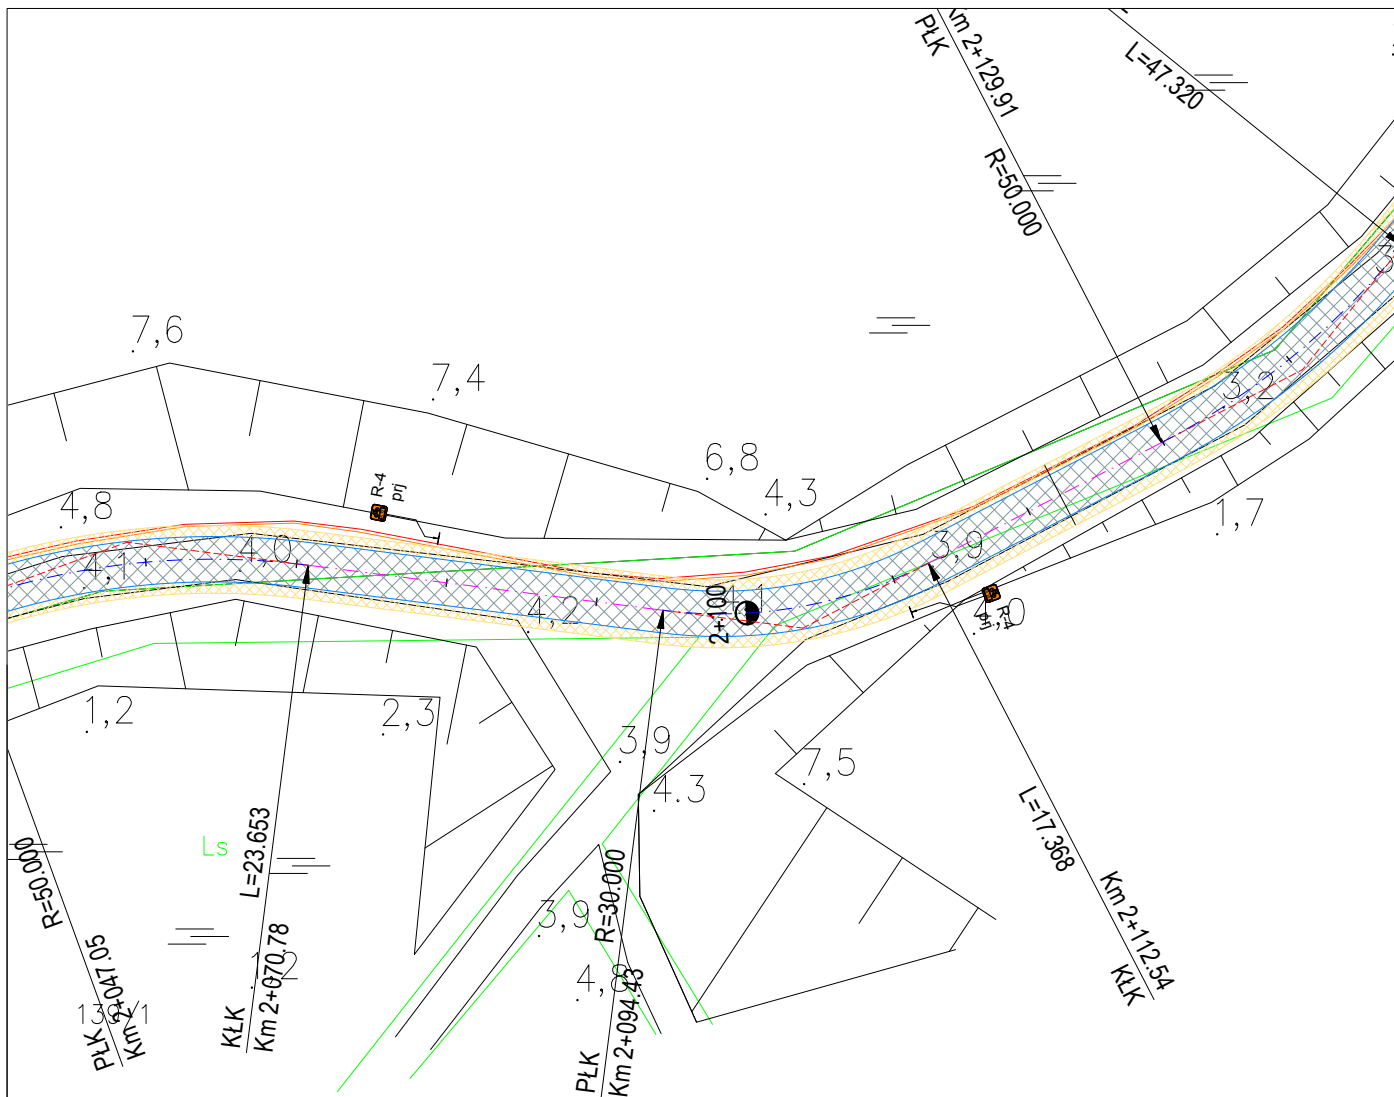 Km 2+129.91
PŁK
L=47.320
R=50.000
.7,6
.7,4
.6,8
.4,3
R-4
prj
.4,8
.4,1
.4,0
.4,2
2+100
.3,9
.3,2
.1,7
R-4
prj
.1,2
.2,3
.3,9
.4.3
.7,5
L=23.653
Ls
R=50.000
R=30.000
L=17.368
.3,9
.4,8
Km 2+112.54
KŁK
PŁK
Km 2+047.05
KŁK
Km 2+070.78
PŁK
Km 2+094.43